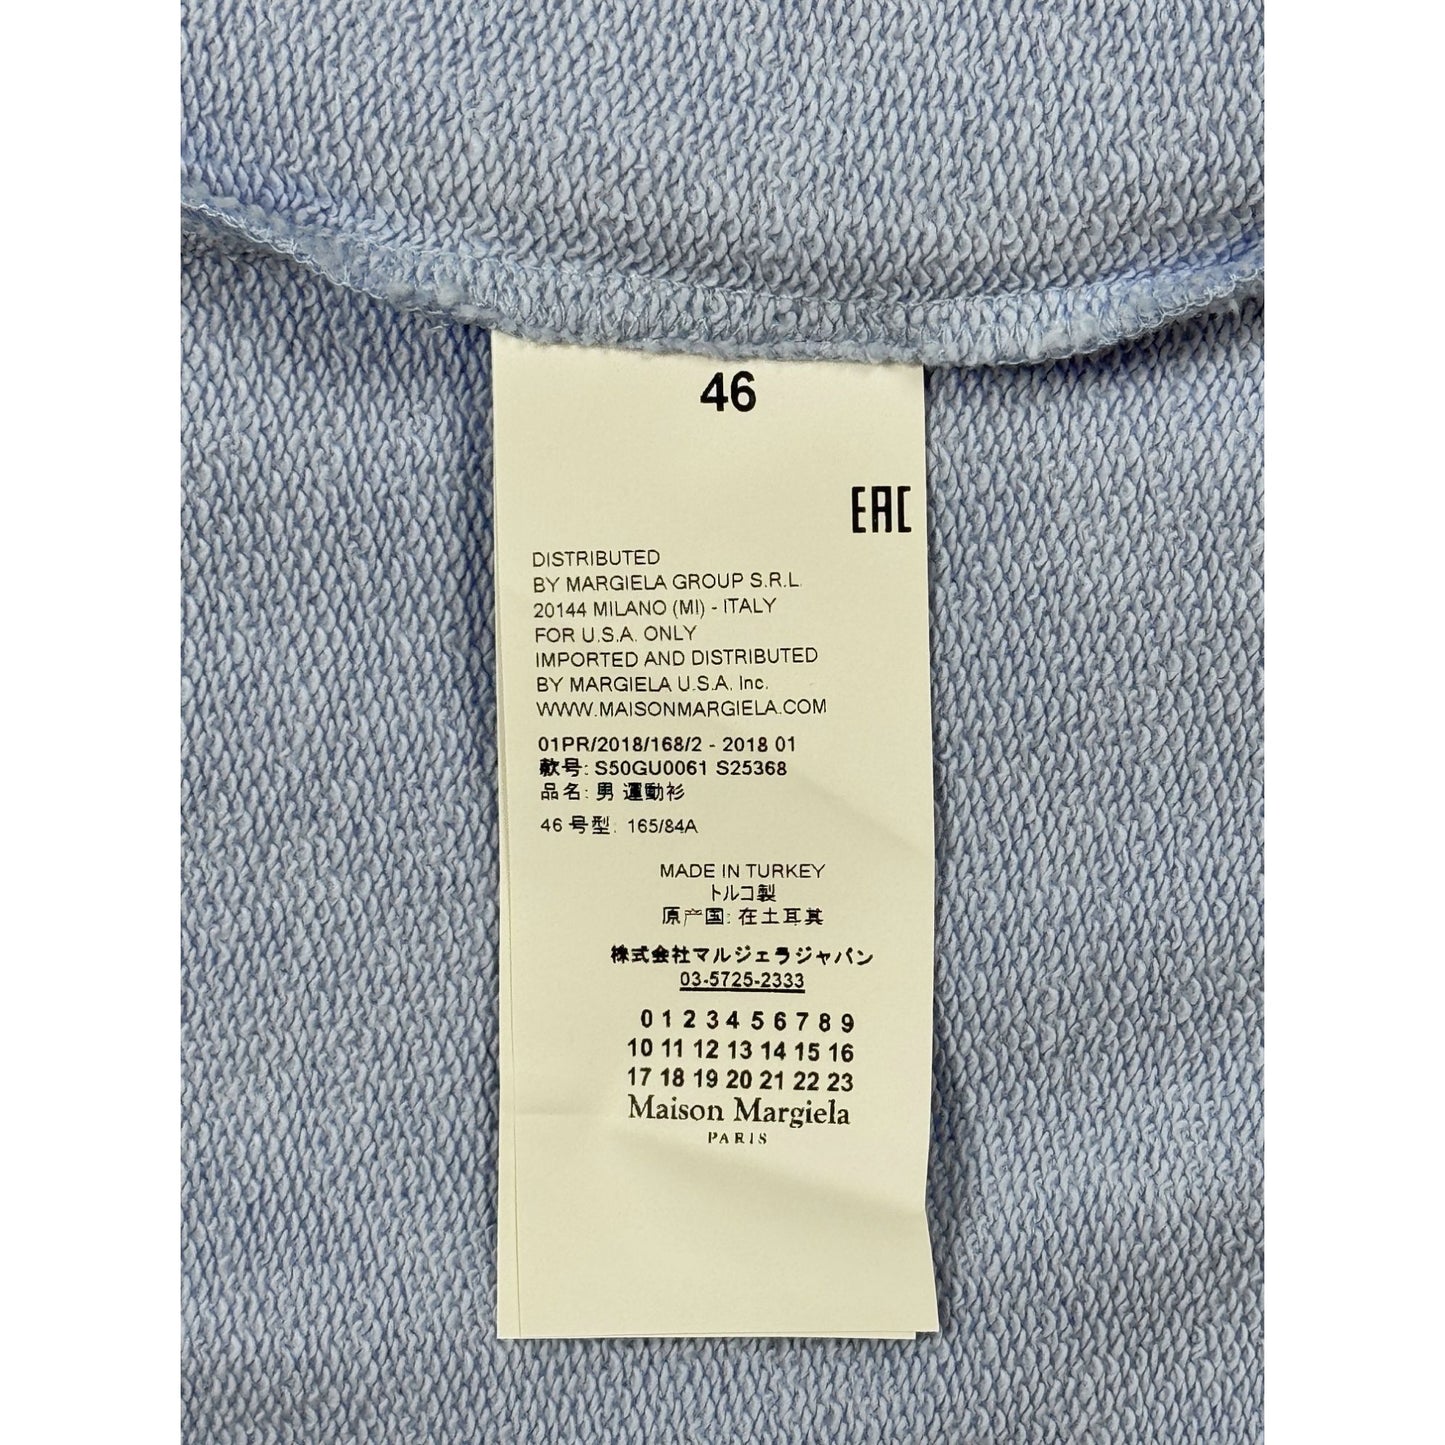 46
EAC
DISTRIBUTED
BY MARGIELA GROUP S.R.L.
20144 MILANO (MI) - ITALY
FOR U.S.A. ONLY
IMPORTED AND DISTRIBUTED
BY MARGIELA U.S.A, Inc.
WWW.MAISONMARGIELA.COM
01PR/2018/168/2 - 2018 01
款号: S50GU0061 S25368
品名: 男 運動衫
46 号型: 165/84A
MADE IN TURKEY
トルコ製
原产国: 在土耳其
株式会社マルジェラジャパン
03-5725-2333
0 1 2 3 4 5 6 7 8 9
10 11 12 13 14 15 16
17 18 19 20 21 22 23
Maison Margiela
PARIS